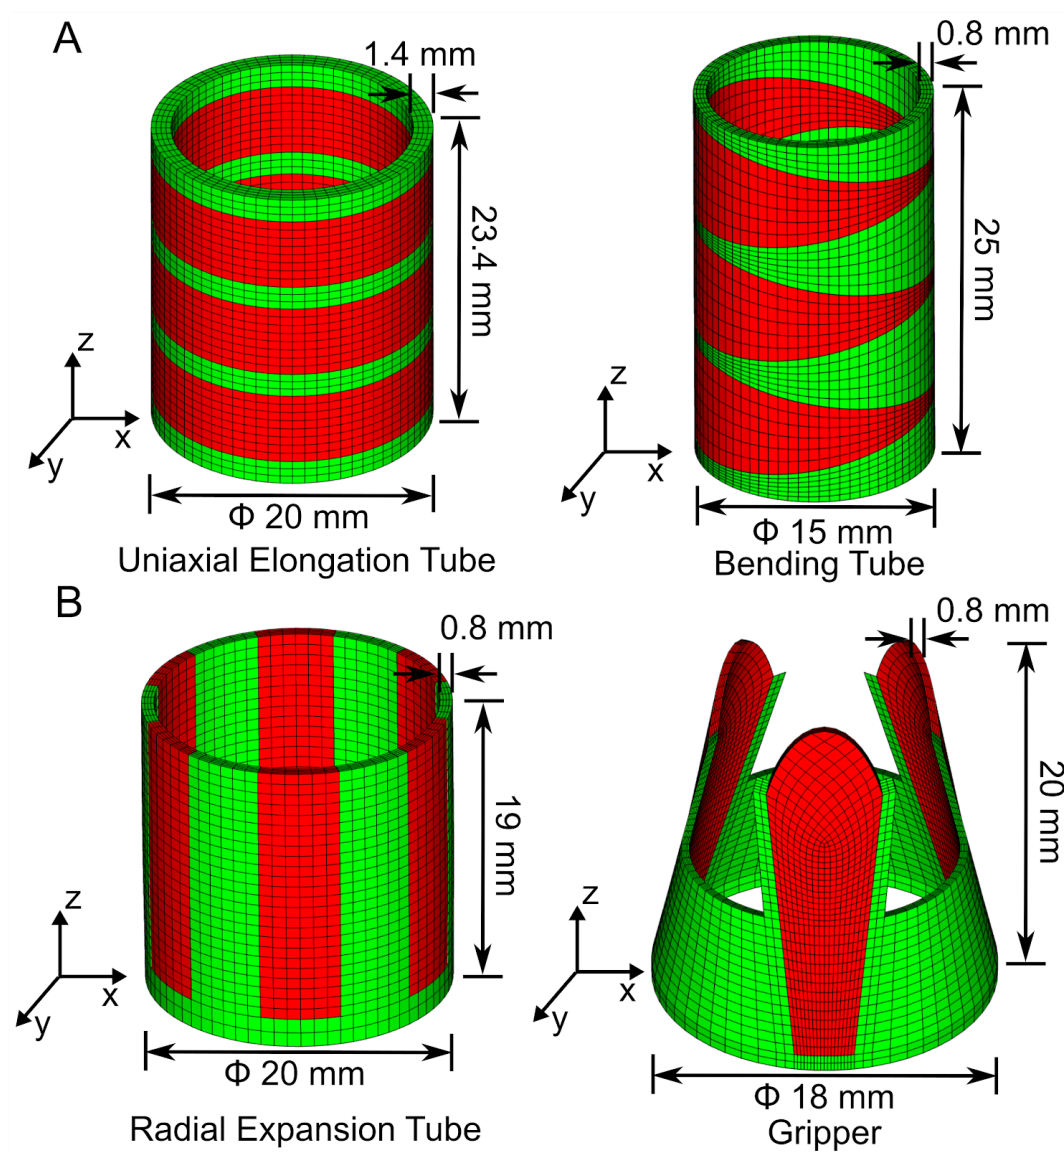 A
1.4 mm
0.8 mm
23.4 mm
25 mm
z
x
y
z
x
y
Φ 20 mm
Φ 15 mm
Uniaxial Elongation Tube
Bending Tube
B
0.8 mm
0.8 mm
19 mm
20 mm
z
x
y
z
x
y
Φ 20 mm
Φ 18 mm
Radial Expansion Tube
Gripper